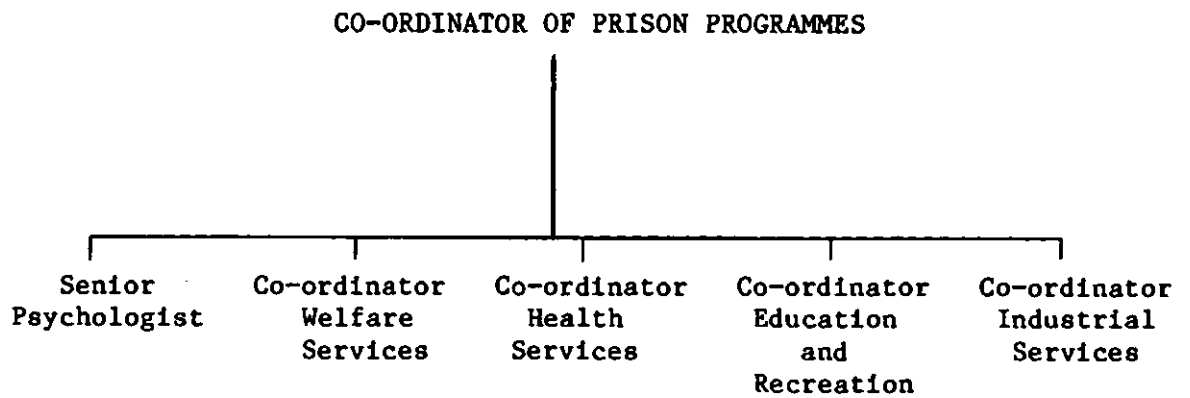 CO-ORDINATOR OF PRISON PROGRAMMES
Senior
Psychologist
Co-ordinator
Welfare
Services
Co-ordinator
Health
Services
Co-ordinator
Education
and
Recreation
Co-ordinator
Industrial
Services